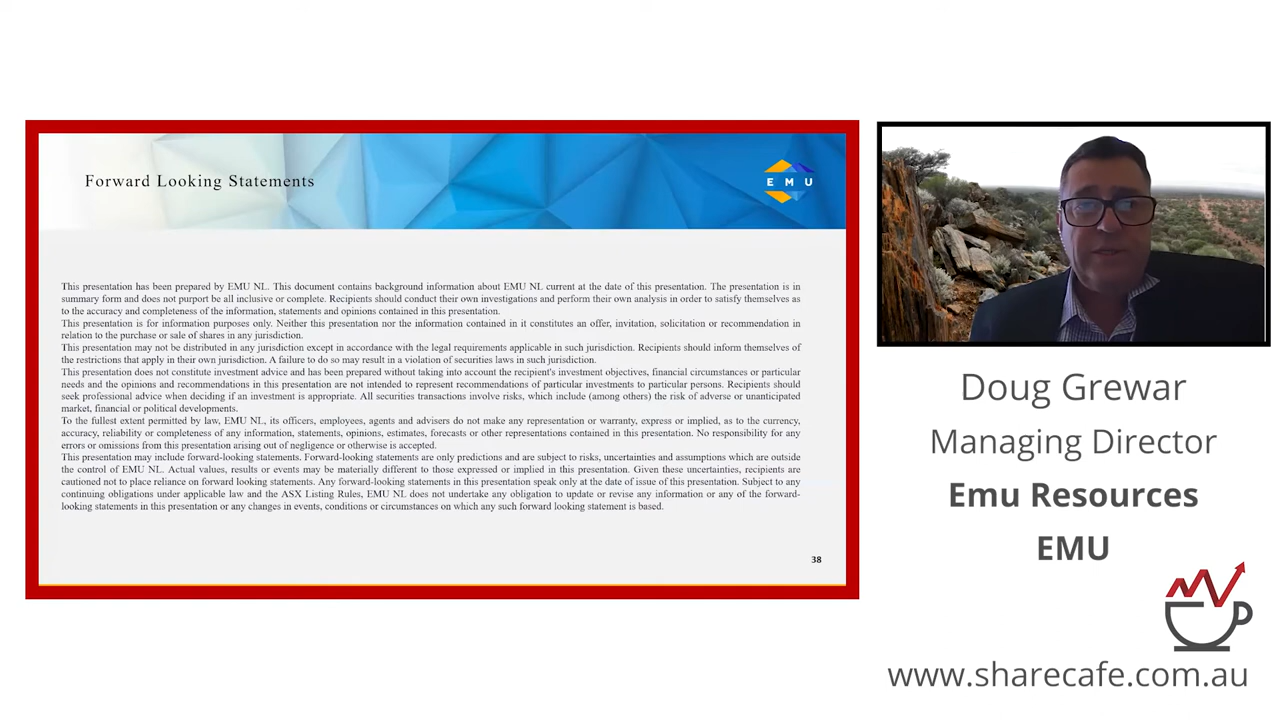 Forward Looking Statements
E M U
This presentation has been prepared by EMU NL. This document contains background information about EMU NL current at the date of this presentation. The presentation is in
summary form and does not purport be all inclusive or complete. Recipients should conduct their own investigations and perform their own analysis in order to satisfy themselves as
to the accuracy and completeness of the information, statements and opinions contained in this presentation.
This presentation is for information purposes only. Neither this presentation nor the information contained in it constitutes an offer, invitation, solicitation or recommendation in
relation to the purchase or sale of shares in any jurisdiction.
This presentation may not be distributed in any jurisdiction except in accordance with the legal requirements applicable in such jurisdiction. Recipients should inform themselves of
the restrictions that apply in their own jurisdiction. A failure to do so may result in a violation of securities laws in such jurisdiction.
This presentation does not constitute investment advice and has been prepared without taking into account the recipient's investment objectives, financial circumstances or particular
needs and the opinions and recommendations in this presentation are not intended to represent recommendations of particular investments to particular persons. Recipients should
seek professional advice when deciding if an investment is appropriate. All securities transactions involve risks, which include (among others) the risk of adverse or unanticipated
market, financial or political developments.
To the fullest extent permitted by law, EMU NL, its officers, employees, agents and advisers do not make any representation or warranty, express or implied, as to the currency,
accuracy, reliability or completeness of any information, statements, opinions, estimates, forecasts or other representations contained in this presentation. No responsibility for any
errors or omissions from this presentation arising out of negligence or otherwise is accepted.
This presentation may include forward-looking statements. Forward-looking statements are only predictions and are subject to risks, uncertainties and assumptions which are outside
the control of EMU NL. Actual values, results or events may be materially different to those expressed or implied in this presentation. Given these uncertainties, recipients are
cautioned not to place reliance on forward looking statements. Any forward-looking statements in this presentation speak only at the date of issue of this presentation. Subject to any
continuing obligations under applicable law and the ASX Listing Rules, EMU NL does not undertake any obligation to update or revise any information or any of the forward-
looking statements in this presentation or any changes in events, conditions or circumstances on which any such forward looking statement is based.
38
Doug Grewar
Managing Director
Emu Resources
EMU
www.sharecafe.com.au